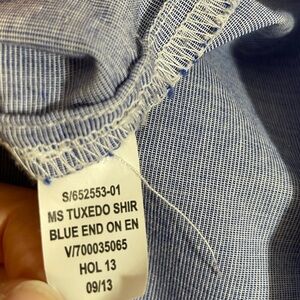 S/652553-01
MS TUXEDO SHIR
BLUE END ON EN
V/700035065
HOL 13
09/13